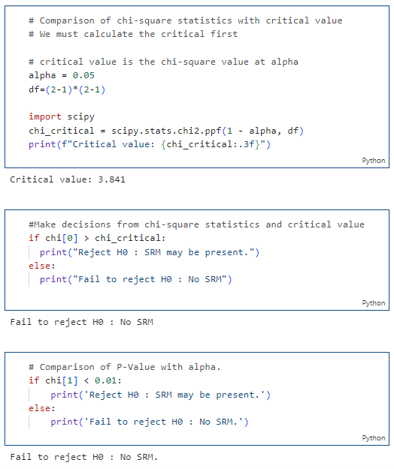 # Comparison of chi-square statistics with critical value
# We must calculate the critical first
# critical value is the chi-square value at alpha
alpha = 0.05
df=(2-1)*(2-1)
import scipy
chi_critical = scipy.stats.chi2.ppf(1 - alpha, df)
print(f"Critical value: {chi_critical:.3f}")
Python
Critical value: 3.841
#Make decisions from chi-square statistics and critical value
if chi[0] > chi_critical:
print("Reject H0 : SRM may be present.")
else:
print("Fail to reject H0 : No SRM")
Python
Fail to reject H0 : No SRM
# Comparison of P-Value with alpha.
if chi[1] < 0.01:
print('Reject H0 : SRM may be present.')
else:
print('Fail to reject H0 : No SRM.')
Python
Fail to reject H0 : No SRM.